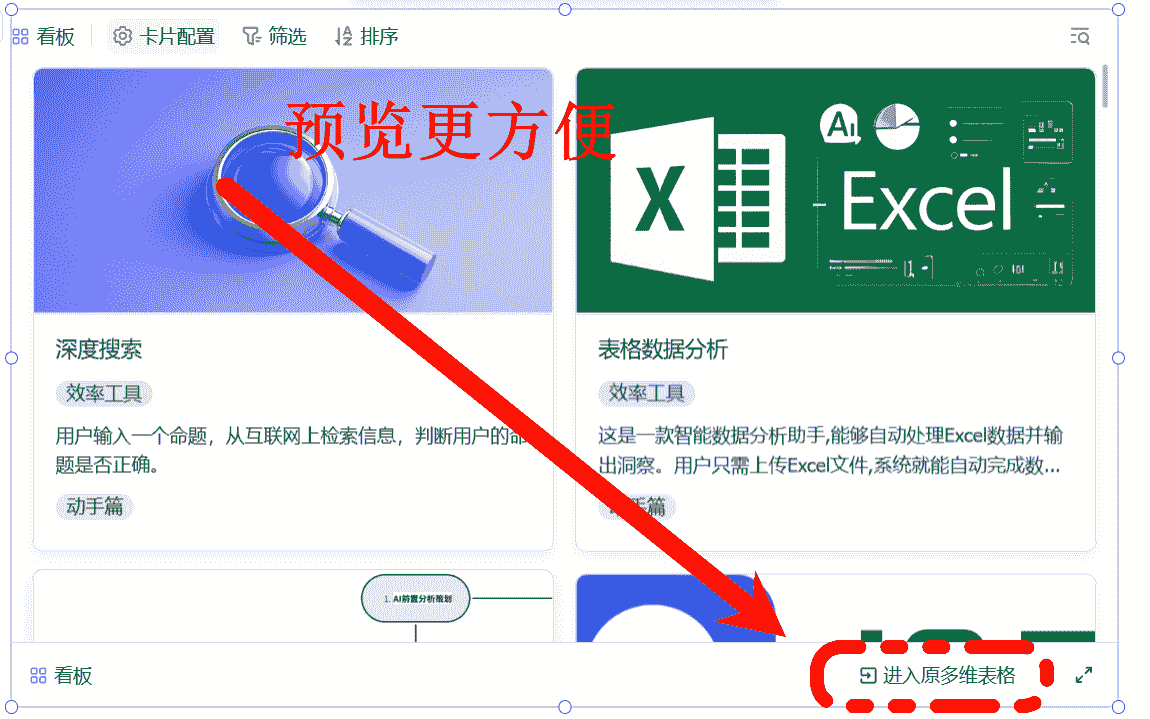 看板 卡片配置 筛选 排序
预览更方便
X
AI
Excel
深度搜索
表格数据分析
效率工具
效率工具
用户输入一个命题，从互联网上检索信息，判断用户的命
题是否正确。
这是一款智能数据分析助手,能够自动处理Excel数据并输
出洞察。用户只需上传Excel文件,系统就能自动完成数...
动手篇
手篇
1. AI前置分析策划
看板
进入原多维表格